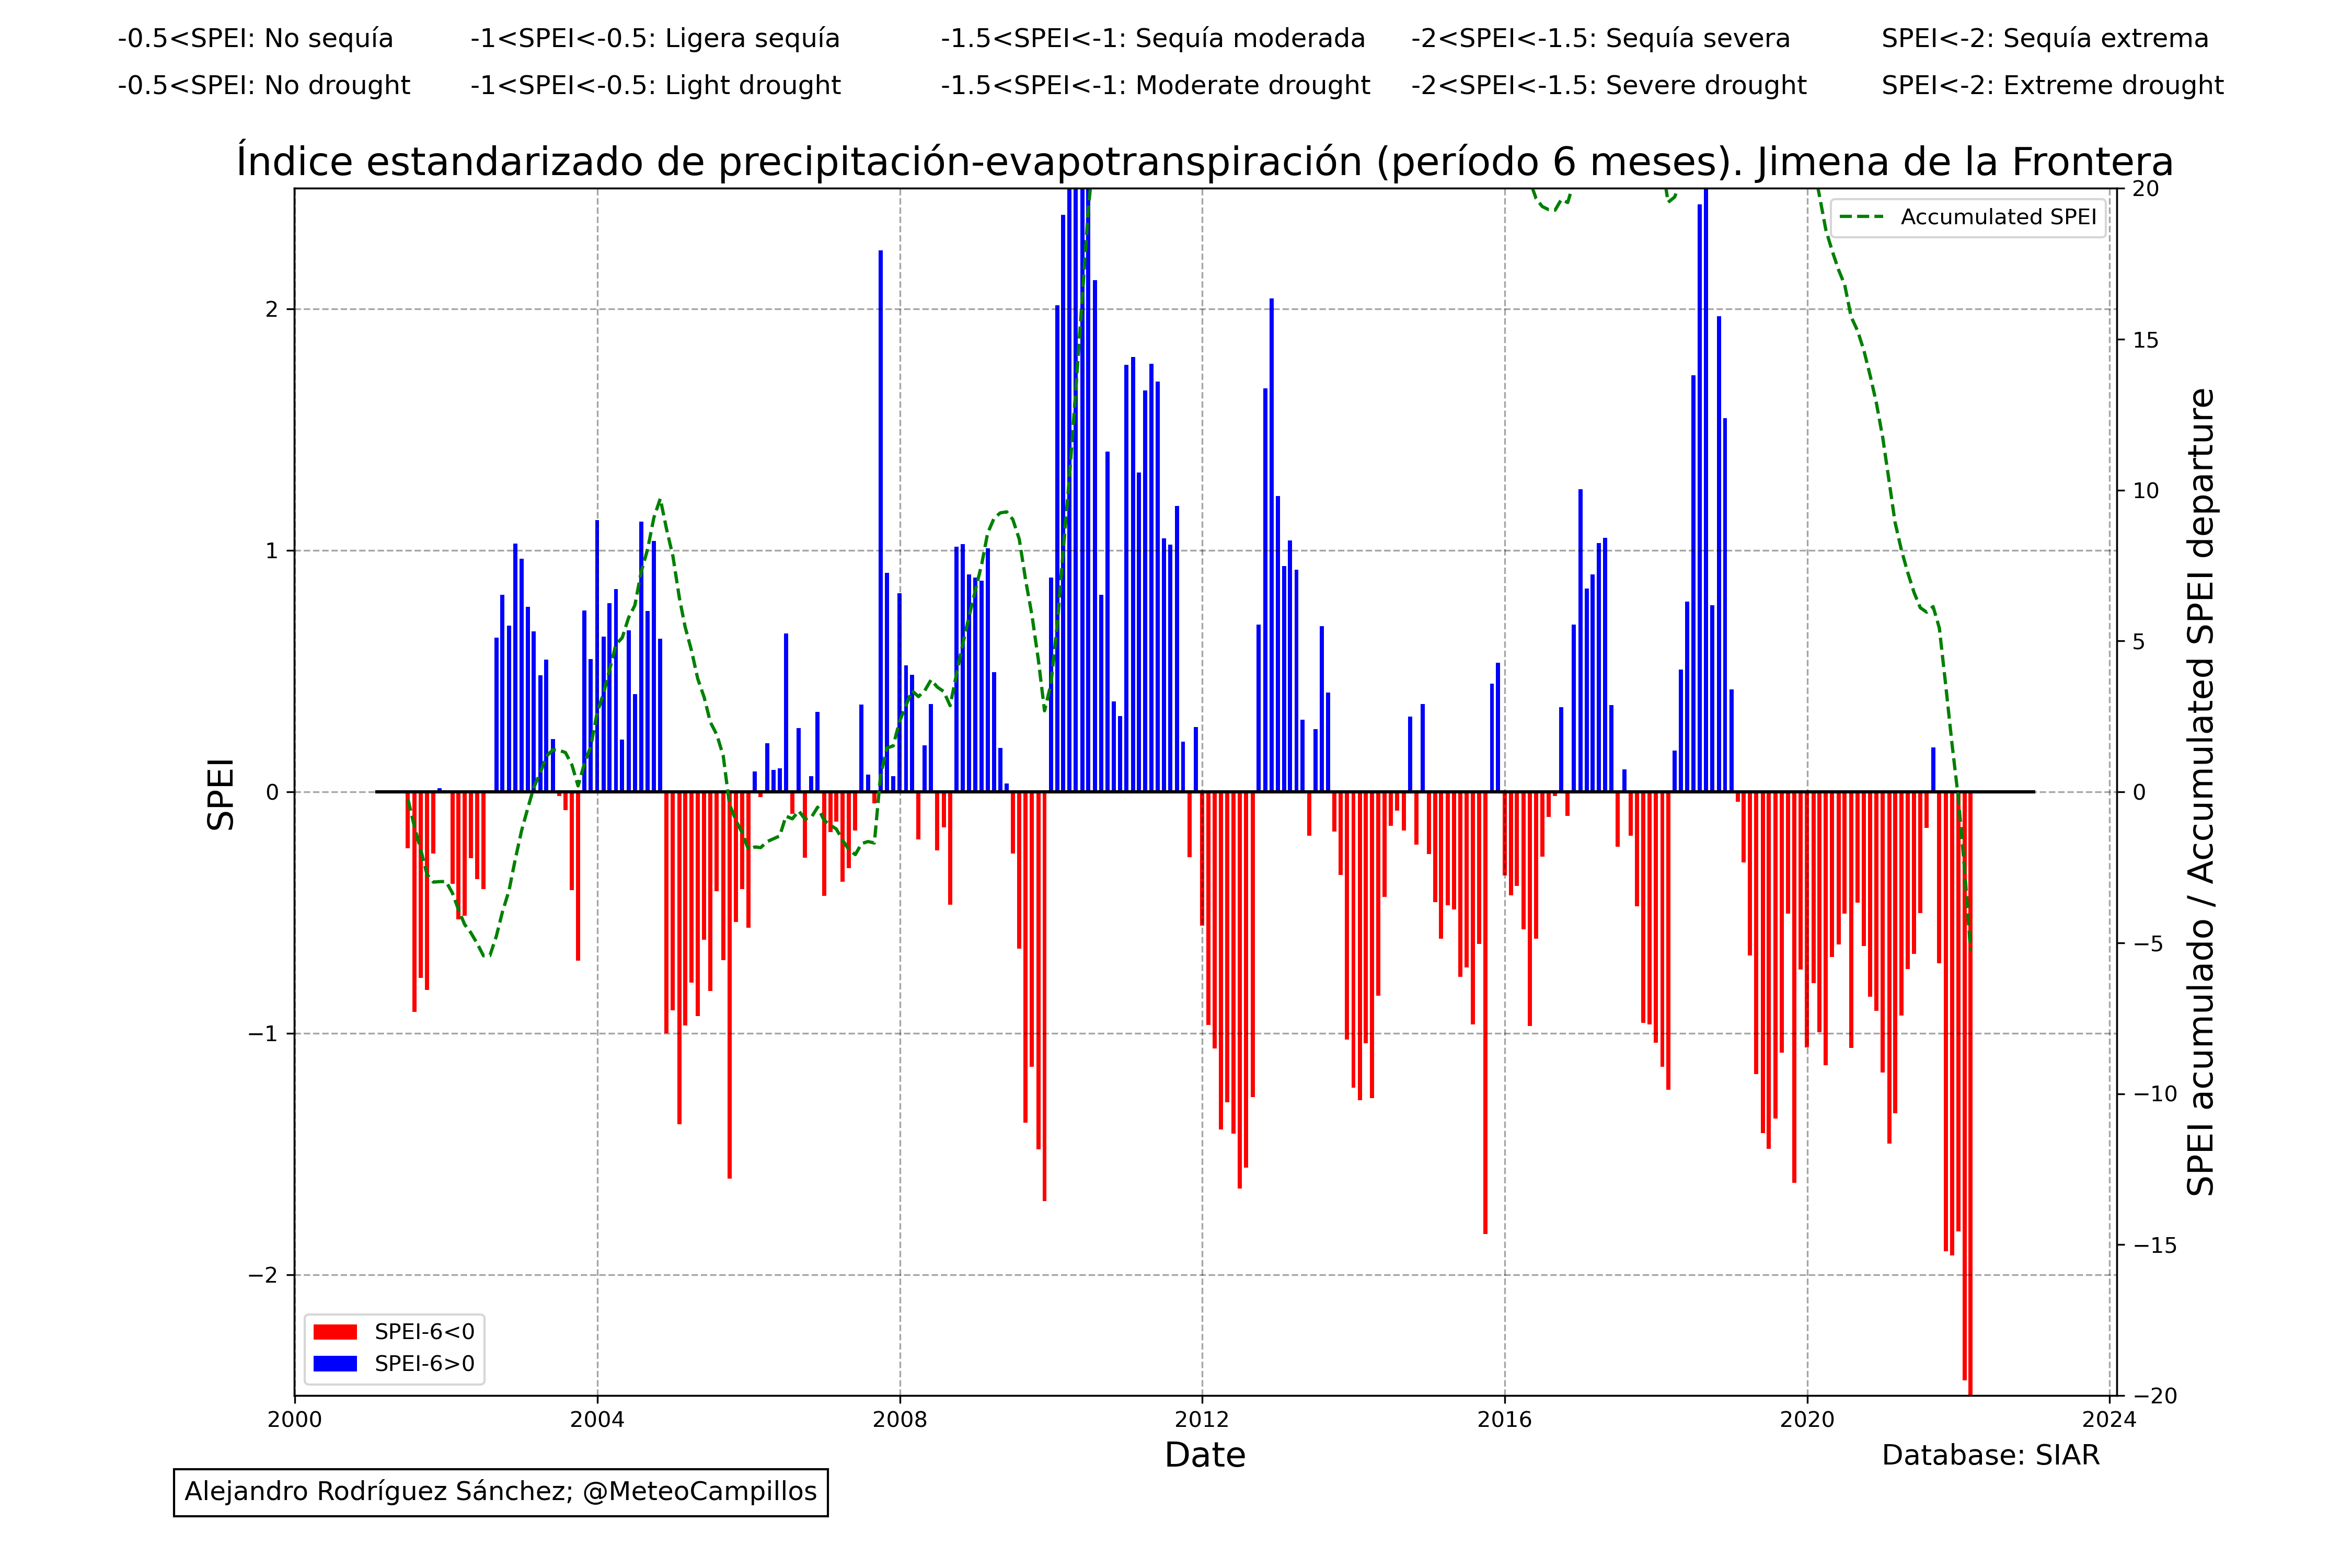 -0.5<SPEI: No sequía -1<SPEI<-0.5: Ligera sequía -1.5<SPEI<-1: Sequía moderada -2<SPEI<-1.5: Sequía severa SPEI<-2: Sequía extrema
-0.5<SPEI: No drought -1<SPEI<-0.5: Light drought -1.5<SPEI<-1: Moderate drought -2<SPEI<-1.5: Severe drought SPEI<-2: Extreme drought
Índice estandarizado de precipitación-evapotranspiración (período 6 meses). Jimena de la Frontera
Accumulated SPEI
SPEI
2
1
0
−1
−2
20
15
10
5
0
−5
−10
−15
−20
SPEI acumulado / Accumulated SPEI departure
SPEI-6<0
SPEI-6>0
2000 2004 2008 2012 2016 2020 2024
Date
Database: SIAR
Alejandro Rodríguez Sánchez; @MeteoCampillos